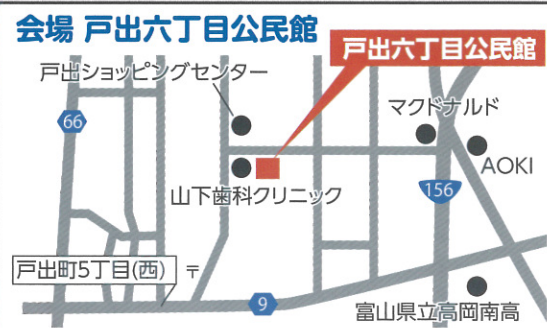 会場 戸出六丁目公民館
戸出六丁目公民館
戸出ショッピングセンター
マクドナルド
66
AOKI
山下歯科クリニック
156
戸出町5丁目(西)
〒
9
富山県立高岡南高